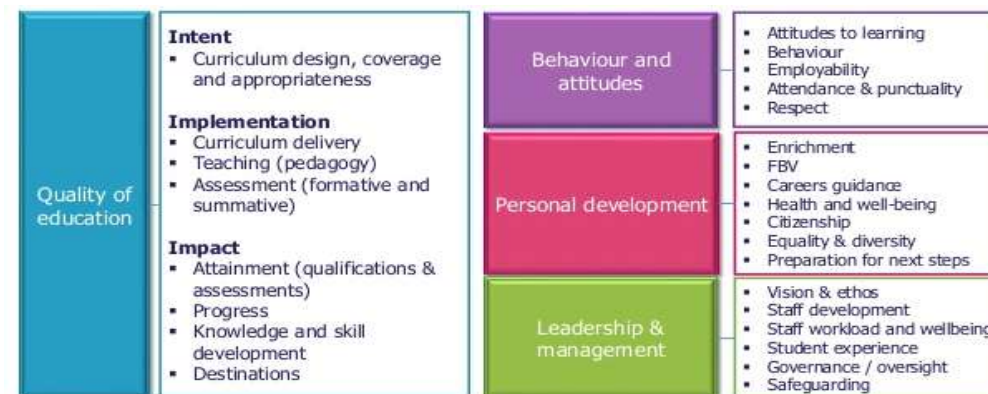 Quality of
education
Intent
▪ Curriculum design, coverage
and appropriateness
Implementation
▪ Curriculum delivery
▪ Teaching (pedagogy)
▪ Assessment (formative and
summative)
Impact
▪ Attainment (qualifications &
assessments)
▪ Progress
▪ Knowledge and skill
development
▪ Destinations
Behaviour and
attitudes
▪ Attitudes to learning
▪ Behaviour
▪ Employability
▪ Attendance & punctuality
▪ Respect
Personal development
▪ Enrichment
▪ FBV
▪ Careers guidance
▪ Health and well-being
▪ Citizenship
▪ Equality & diversity
▪ Preparation for next steps
Leadership &
management
▪ Vision & ethos
▪ Staff development
▪ Staff workload and wellbeing
▪ Student experience
▪ Governance / oversight
▪ Safeguarding